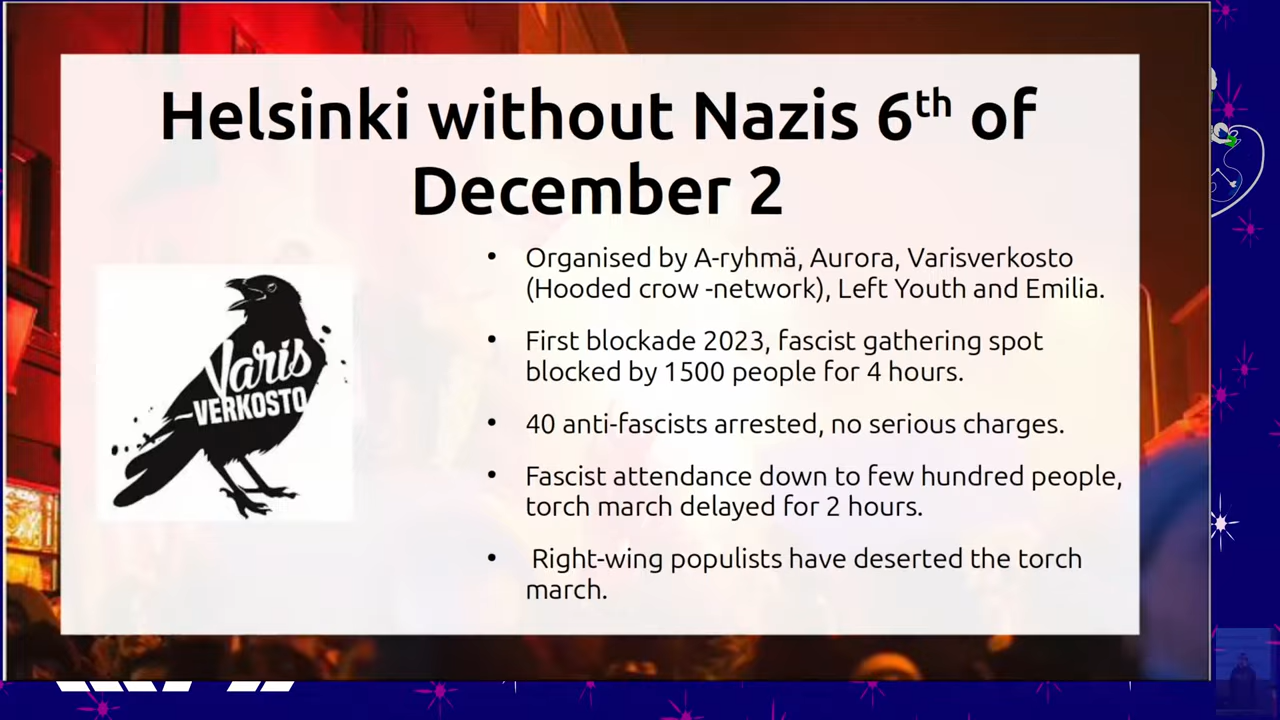 Helsinki without Nazis 6th of
December 2
Varis
-VERKOSTO
• Organised by A-ryhmä, Aurora, Varisverkosto
(Hooded crow -network), Left Youth and Emilia.
• First blockade 2023, fascist gathering spot
blocked by 1500 people for 4 hours.
• 40 anti-fascists arrested, no serious charges.
• Fascist attendance down to few hundred people,
torch march delayed for 2 hours.
• Right-wing populists have deserted the torch
march.